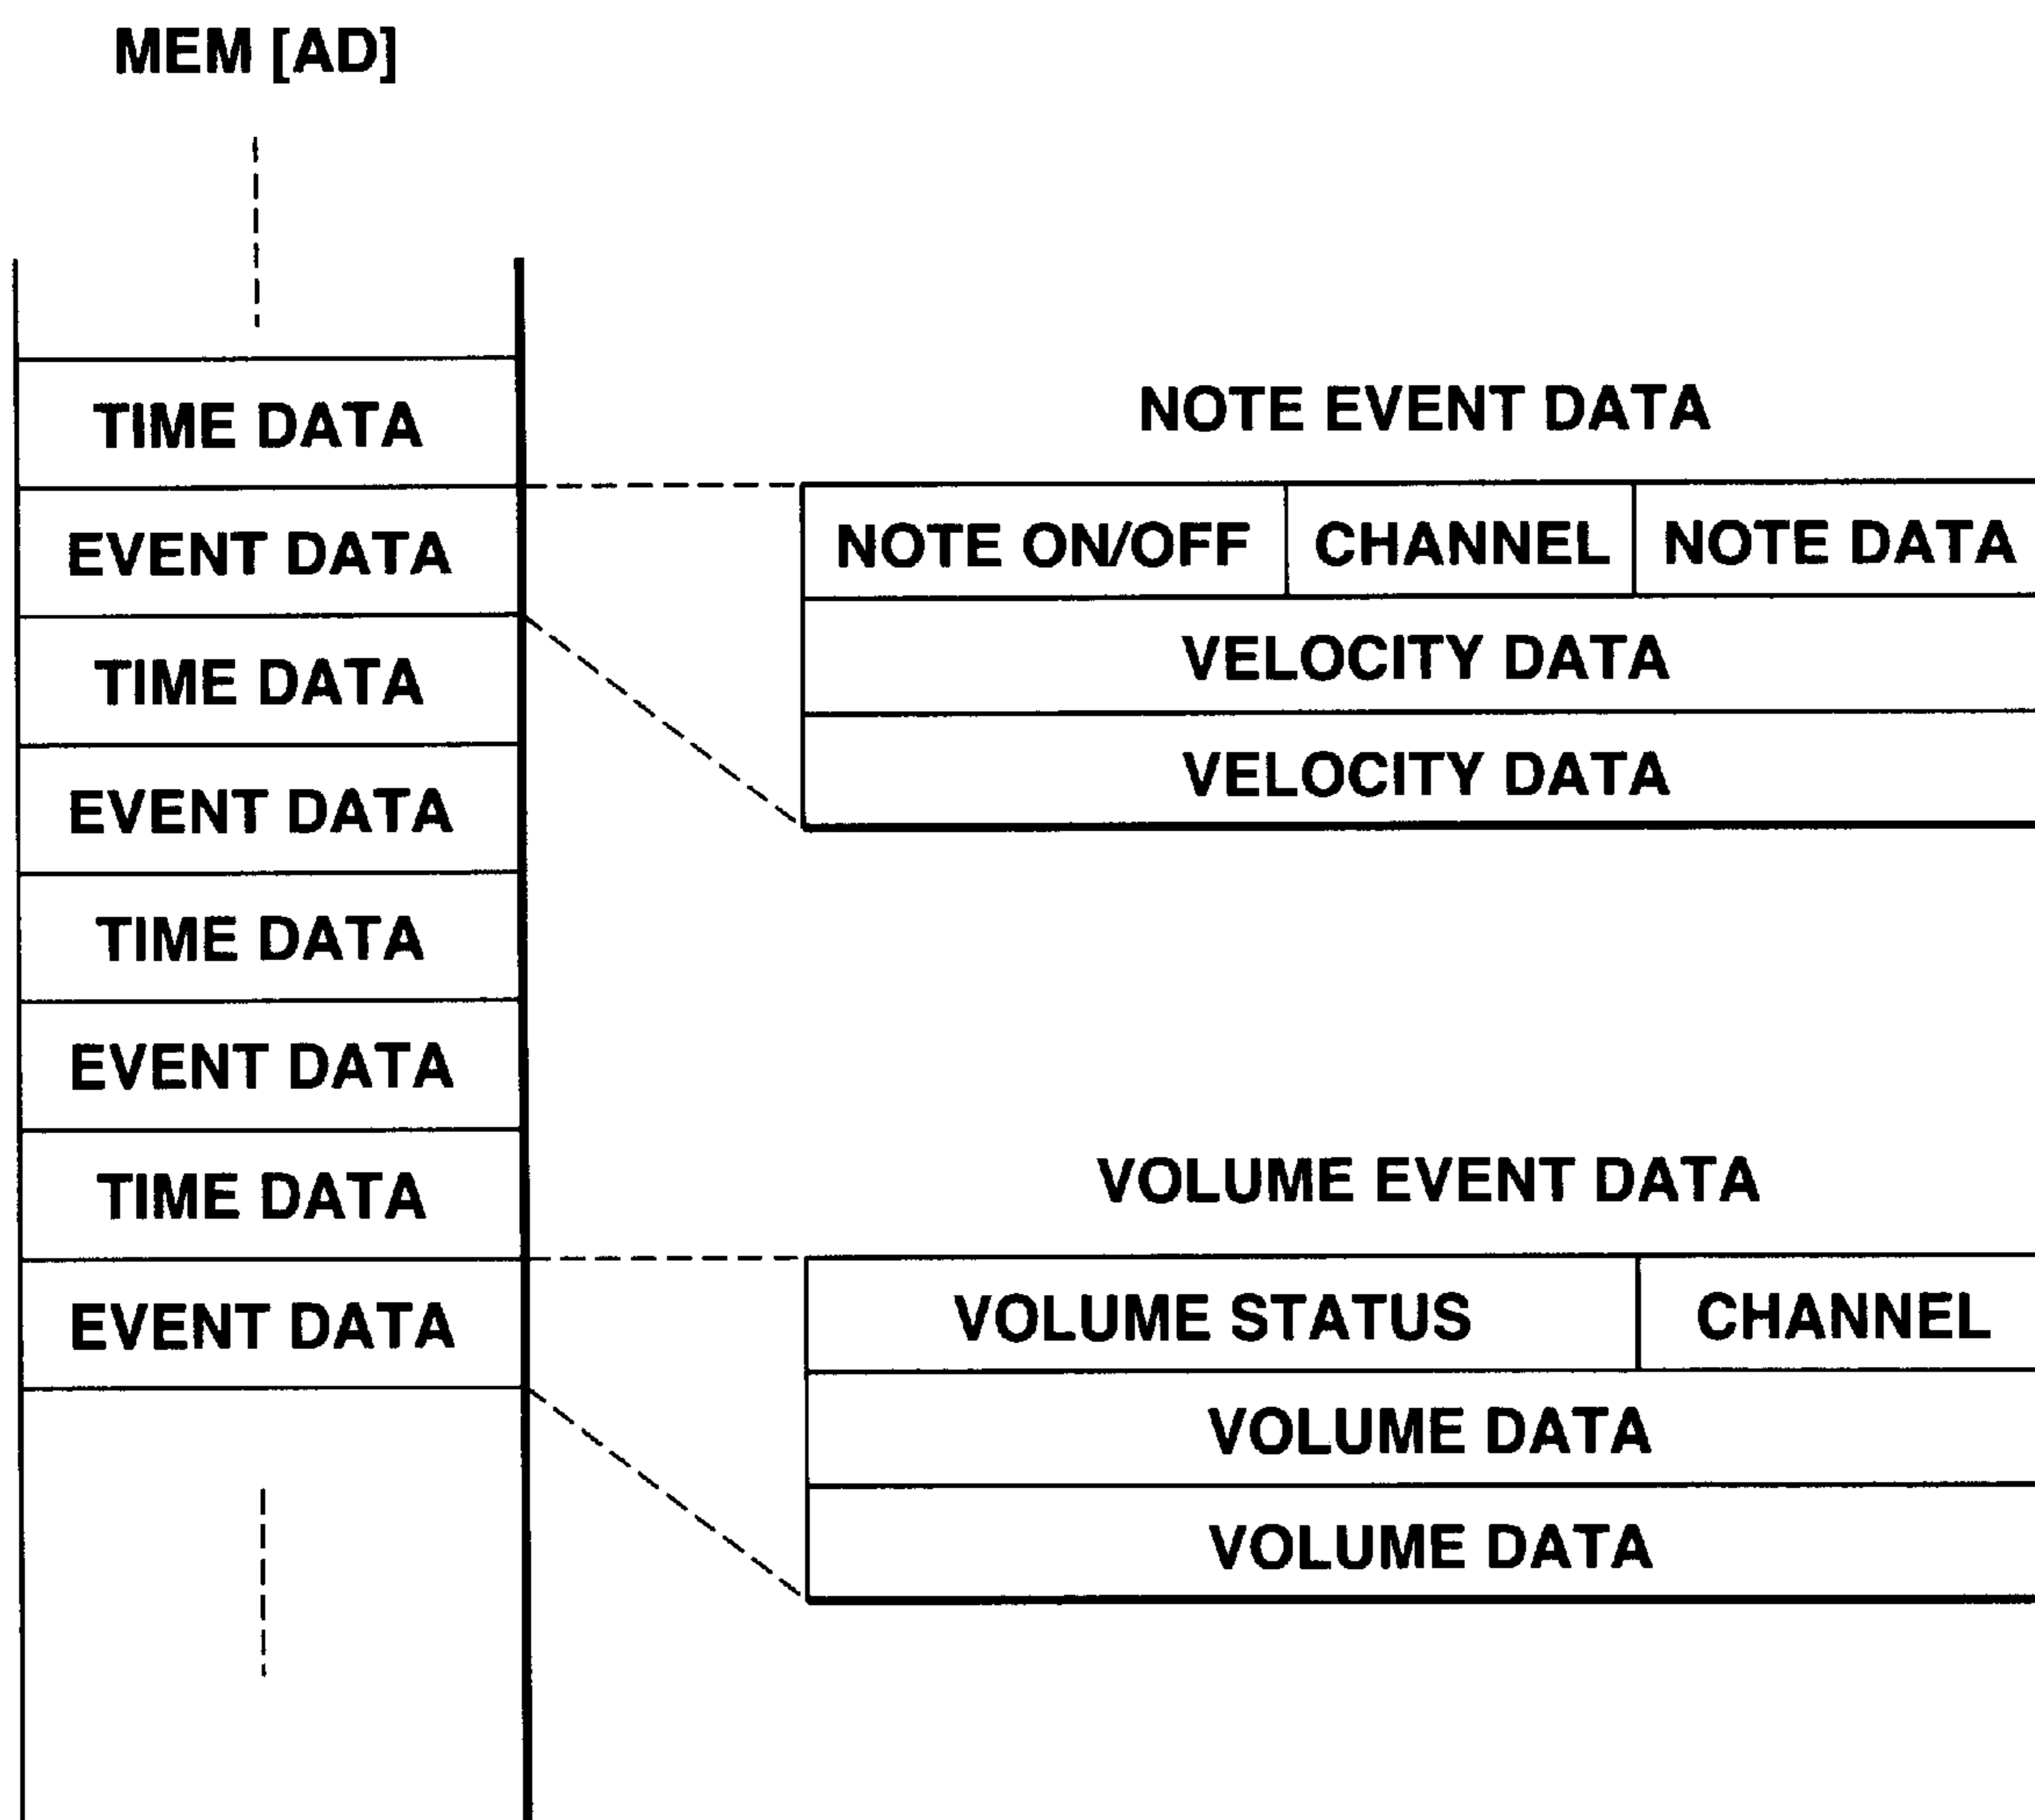 MEM [AD]
TIME DATA
EVENT DATA
TIME DATA
EVENT DATA
TIME DATA
EVENT DATA
TIME DATA
EVENT DATA
NOTE EVENT DATA
NOTE ON/OFF CHANNEL NOTE DATA
VELOCITY DATA
VELOCITY DATA
VOLUME EVENT DATA
VOLUME STATUS CHANNEL
VOLUME DATA
VOLUME DATA